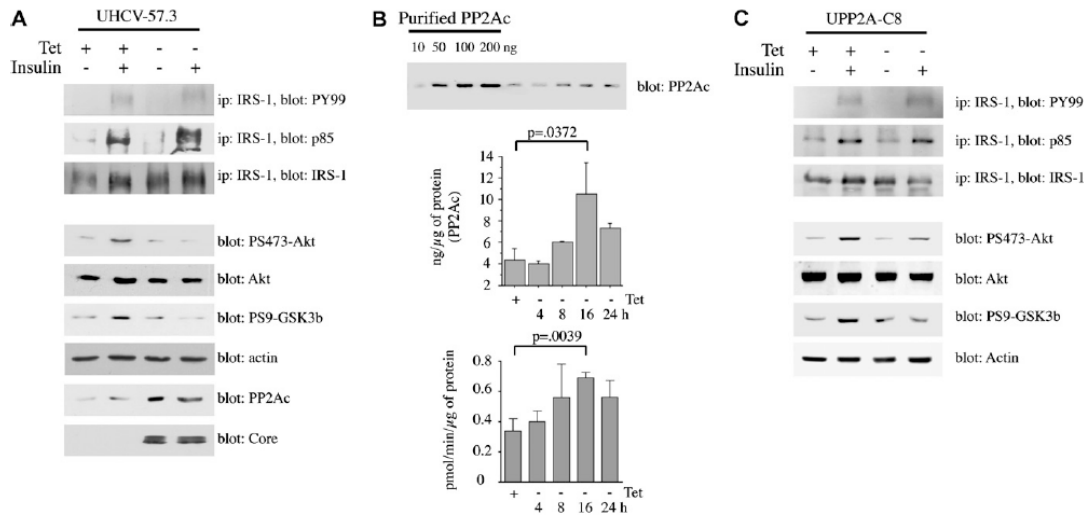 A
UHCV-57.3
Tet + + - -
Insulin - + - +
ip: IRS-1, blot: PY99
ip: IRS-1, blot: p85
ip: IRS-1, blot: IRS-1
blot: PS473-Akt
blot: Akt
blot: PS9-GSK3b
blot: actin
blot: PP2Ac
blot: Core
B
Purified PP2Ac
10 50 100 200 ng
blot: PP2Ac
p=.0372
ng/µg of protein
(PP2Ac)
14
12
10
8
6
4
2
+ - - - - Tet
4 8 16 24 h
p=.0039
pmol/min/µg of protein
0.8
0.6
0.4
0.2
0
+ - - - - Tet
4 8 16 24 h
C
UPP2A-C8
Tet + + - -
Insulin - + - +
ip: IRS-1, blot: PY99
ip: IRS-1, blot: p85
ip: IRS-1, blot: IRS-1
blot: PS473-Akt
blot: Akt
blot: PS9-GSK3b
blot: Actin